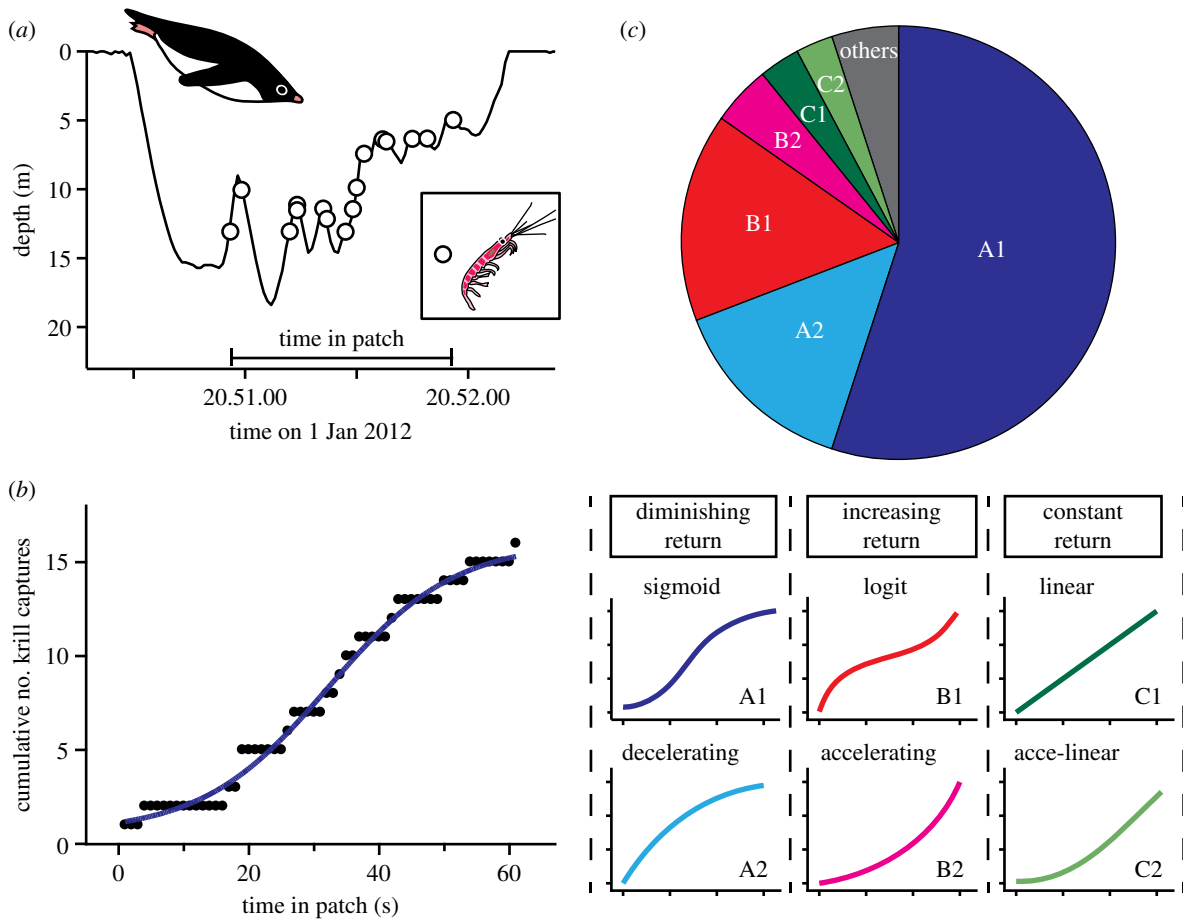 (a)
0
5
10
15
20
depth (m)
time in patch
20.51.00
20.52.00
time on 1 Jan 2012
(b)
15
10
5
0
cumulative no. krill captures
0
20
40
60
time in patch (s)
(c)
others
C2
C1
B2
B1
A2
A1
diminishing
return
increasing
return
constant
return
sigmoid
A1
logit
B1
linear
C1
decelerating
A2
accelerating
B2
acce-linear
C2